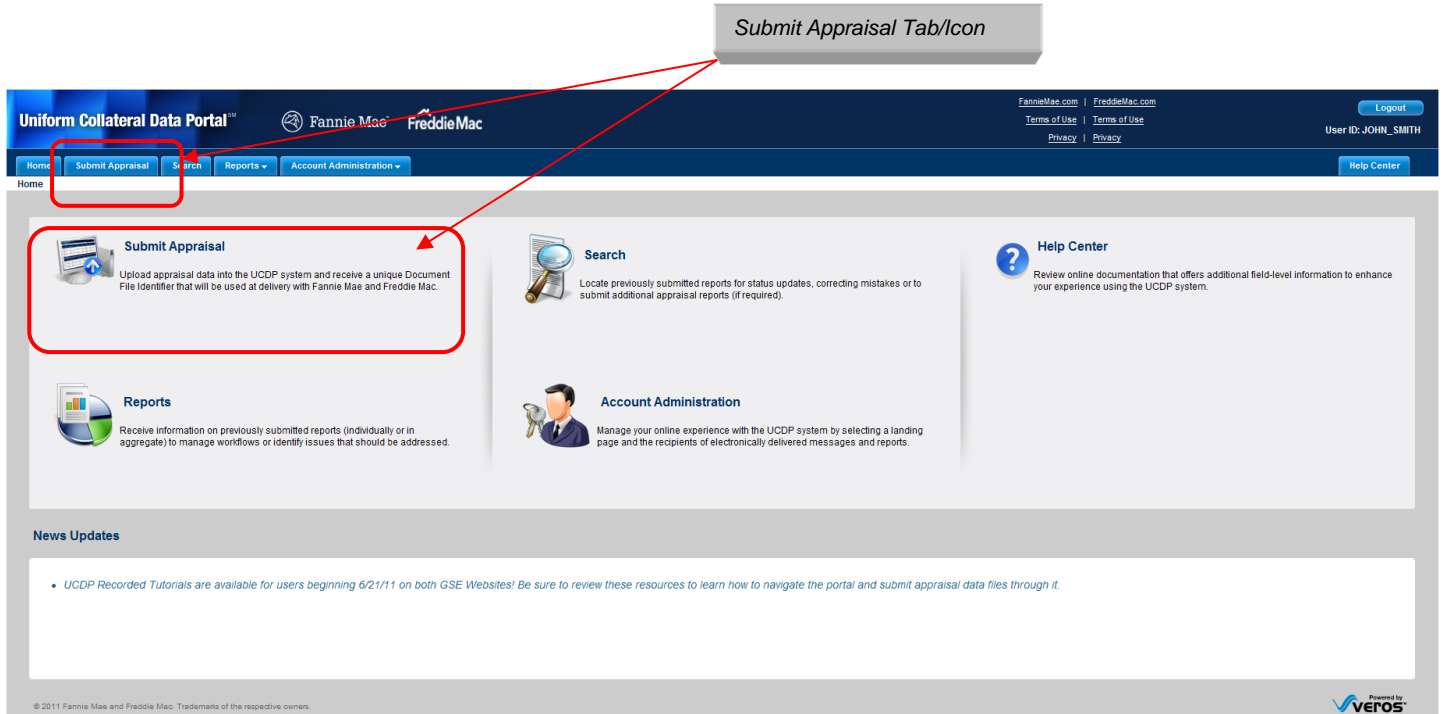 Submit Appraisal Tab/Icon
Uniform Collateral Data Portal℠
Fannie Mae
Freddie Mac
FannieMae.com | FreddieMac.com
Terms of Use | Terms of Use
Privacy | Privacy
Logout
User ID: JOHN_SMITH
Home
Submit Appraisal
Search
Reports
Account Administration
Help Center
Home
Submit Appraisal
Upload appraisal data into the UCDP system and receive a unique Document
File Identifier that will be used at delivery with Fannie Mae and Freddie Mac.
Search
Locate previously submitted reports for status updates, correcting mistakes or to
submit additional appraisal reports (if required).
Help Center
Review online documentation that offers additional field-level information to enhance
your experience using the UCDP system.
Reports
Receive information on previously submitted reports (individually or in
aggregate) to manage workflows or identify issues that should be addressed.
Account Administration
Manage your online experience with the UCDP system by selecting a landing
page and the recipients of electronically delivered messages and reports.
News Updates
• UCDP Recorded Tutorials are available for users beginning 6/21/11 on both GSE Websites! Be sure to review these resources to learn how to navigate the portal and submit appraisal data files through it.
© 2011 Fannie Mae and Freddie Mac. Trademarks of the respective owners.
Powered by
veros